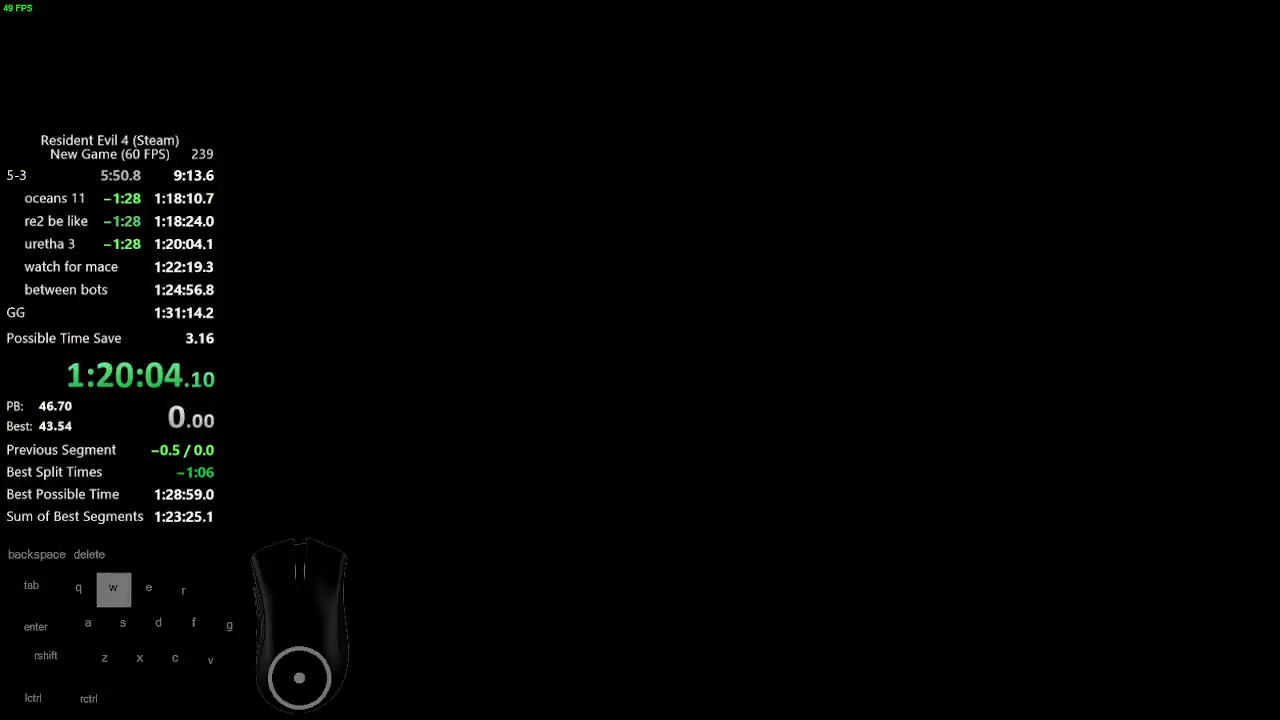 49 FPS
Resident Evil 4 (Steam)
New Game (60 FPS) 239
5-3 5:50.8 9:13.6
oceans 11 −1:28 1:18:10.7
re2 be like −1:28 1:18:24.0
uretha 3 −1:28 1:20:04.1
watch for mace 1:22:19.3
between bots 1:24:56.8
GG 1:31:14.2
Possible Time Save 3.16
1:20:04.10
PB: 46.70 0.00
Best: 43.54
Previous Segment −0.5 / 0.0
Best Split Times −1:06
Best Possible Time 1:28:59.0
Sum of Best Segments 1:23:25.1
backspace delete
tab q w e r
enter a s d f g
rshift z x c v
lctrl rctrl